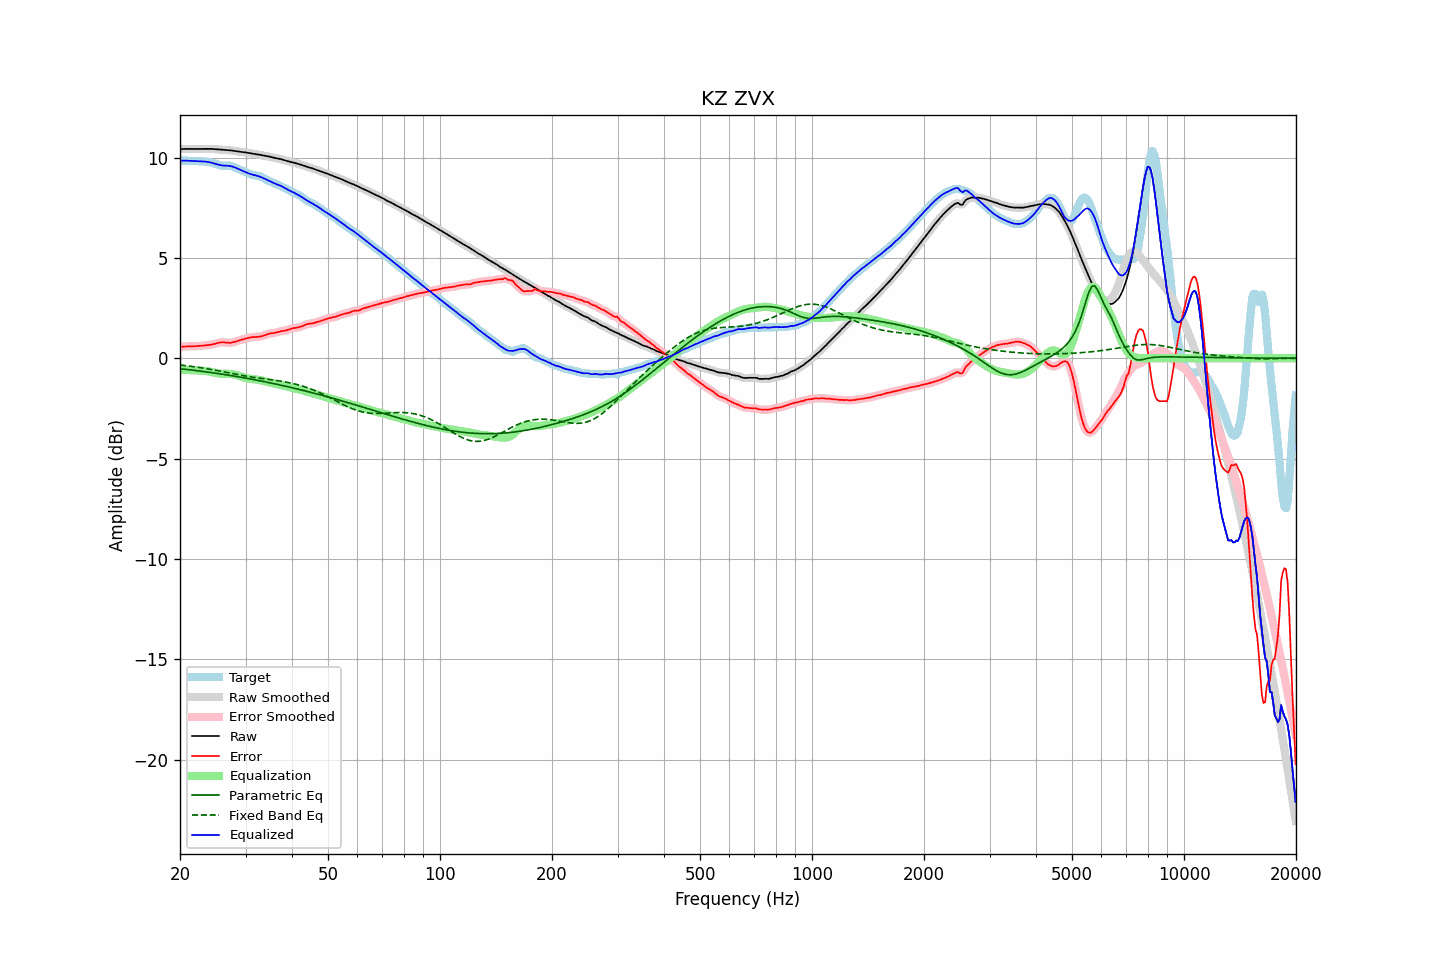 KZ ZVX
Amplitude (dBr)
10
5
0
−5
−10
−15
−20
Target
Raw Smoothed
Error Smoothed
Raw
Error
Equalization
Parametric Eq
Fixed Band Eq
Equalized
20 50 100 200 500 1000 2000 5000 10000 20000
Frequency (Hz)